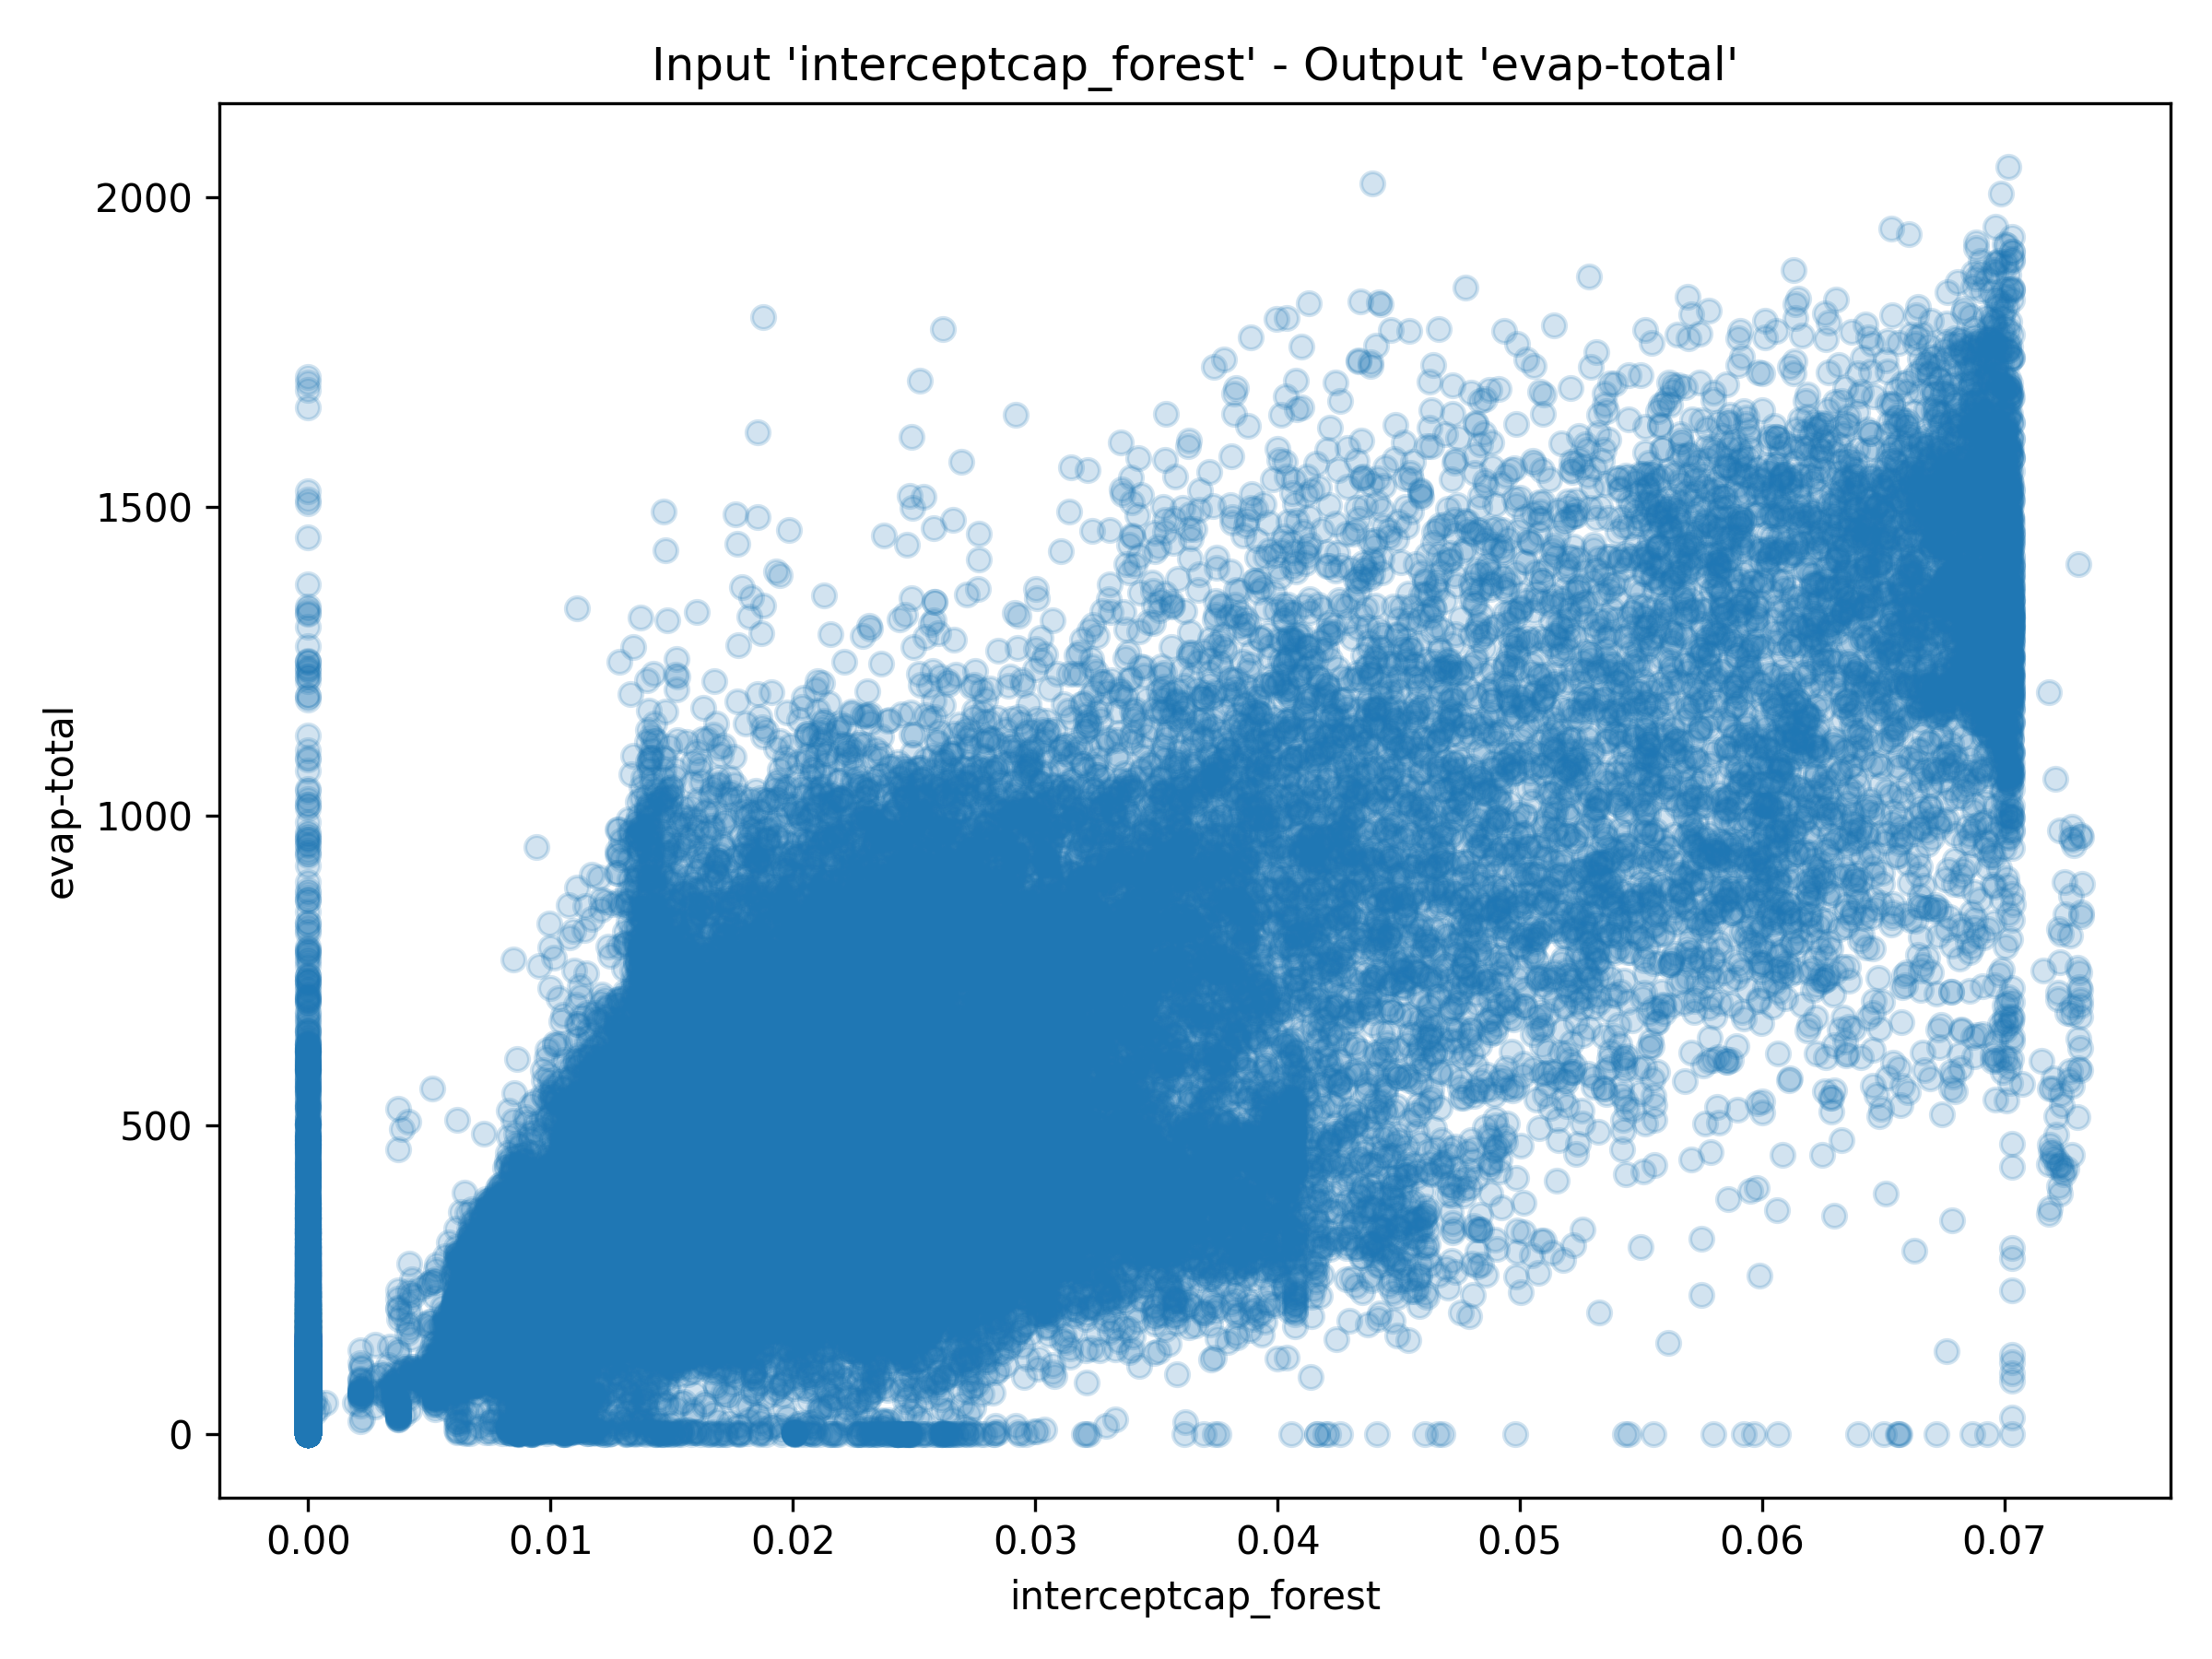 Input 'interceptcap_forest' - Output 'evap-total'
2000
1500
1000
500
0
evap-total
0.00 0.01 0.02 0.03 0.04 0.05 0.06 0.07
interceptcap_forest